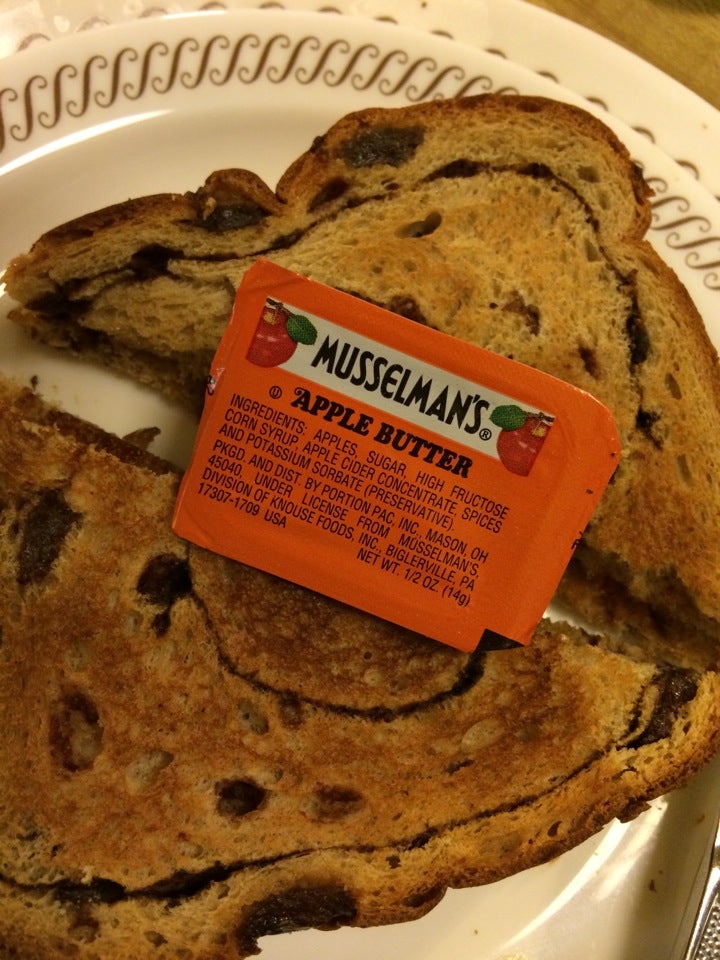 MUSSELMAN'S®
Ⓤ APPLE BUTTER
INGREDIENTS: APPLES, SUGAR, HIGH FRUCTOSE
CORN SYRUP, APPLE CIDER CONCENTRATE, SPICES
AND POTASSIUM SORBATE (PRESERVATIVE).
PKGD. AND DIST. BY PORTION PAC, INC., MASON, OH
45040, UNDER LICENSE FROM MUSSELMAN'S,
DIVISION OF KNOUSE FOODS, INC., BIGLERVILLE, PA
17307-1709 USA
NET WT. 1/2 OZ. (14g)